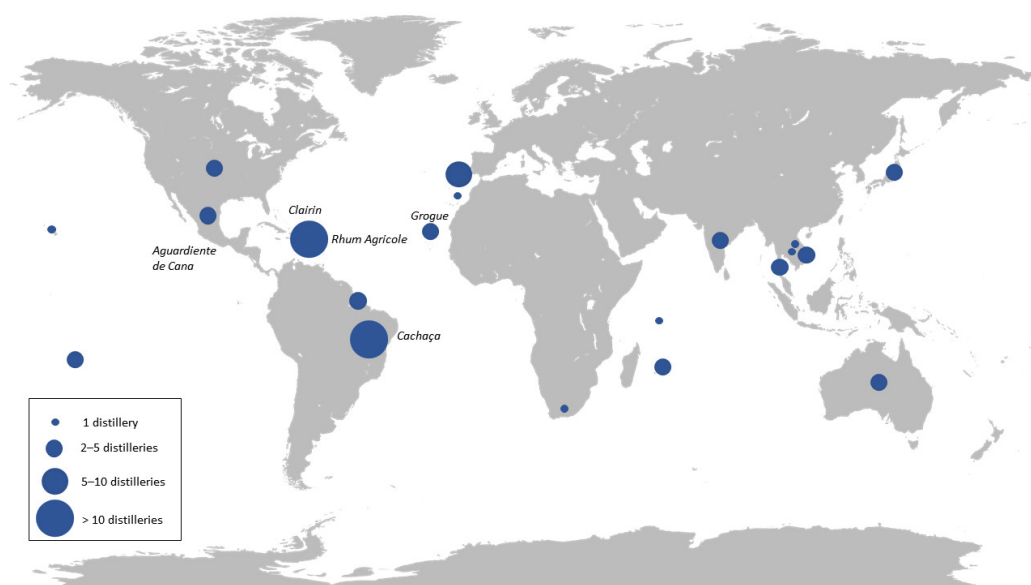 Clairin
Rhum Agricole
Grogue
Aguardiente
de Cana
Cachaça
1 distillery
2–5 distilleries
5–10 distilleries
> 10 distilleries